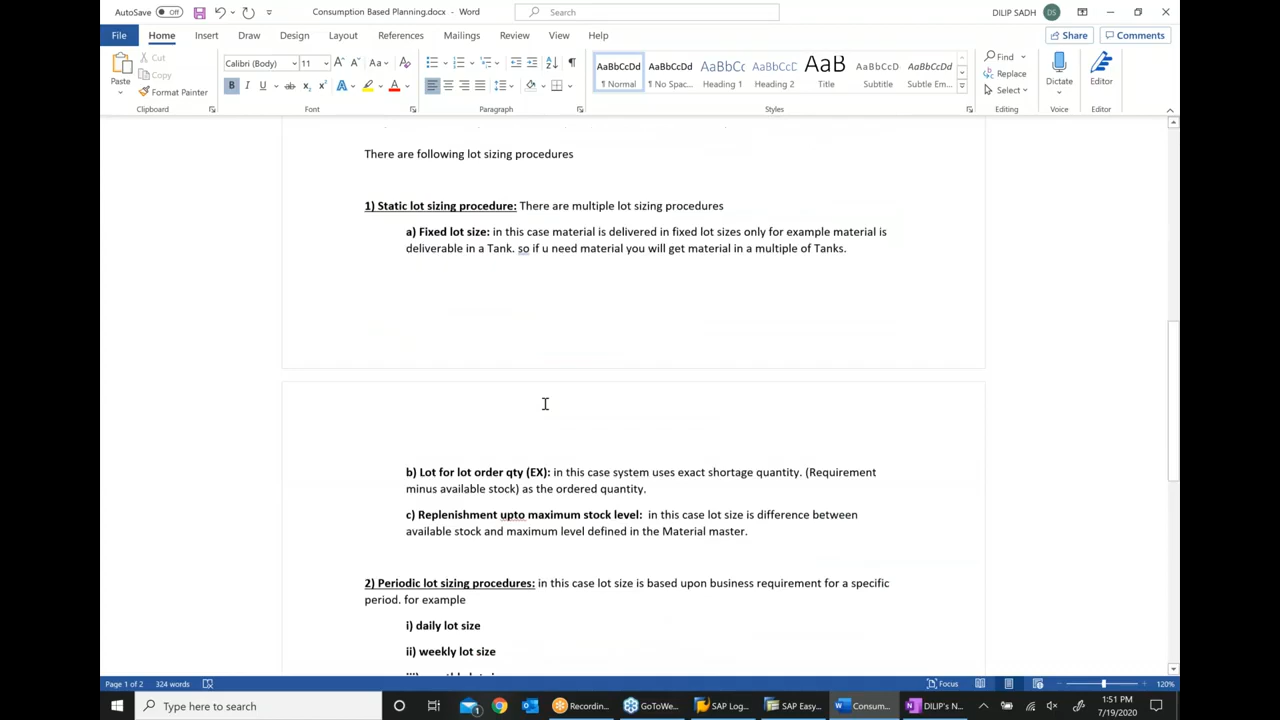 AutoSave Off Consumption Based Planning.docx - Word Search DILIP SADH DS
File Home Insert Draw Design Layout References Mailings Review View Help Share Comments
Cut
Copy
Paste
Format Painter
Calibri (Body) 11
AaBbCcDd AaBbCcDd AaBbCc AaBbCcD AaB AaBbCcD AaBbCcDd
¶ Normal ¶ No Spac... Heading 1 Heading 2 Title Subtitle Subtle Em...
Find
Replace
Select
Dictate
Editor
Clipboard Font Paragraph Styles Editing Voice Editor
There are following lot sizing procedures
1) Static lot sizing procedure: There are multiple lot sizing procedures
a) Fixed lot size: in this case material is delivered in fixed lot sizes only for example material is
deliverable in a Tank. so if u need material you will get material in a multiple of Tanks.
b) Lot for lot order qty (EX): in this case system uses exact shortage quantity. (Requirement
minus available stock) as the ordered quantity.
c) Replenishment upto maximum stock level: in this case lot size is difference between
available stock and maximum level defined in the Material master.
2) Periodic lot sizing procedures: in this case lot size is based upon business requirement for a specific
period. for example
i) daily lot size
ii) weekly lot size
Page 1 of 2 324 words Focus 120%
Type here to search Recordin... GoToWe... SAP Log... SAP Easy... Consum... DILIP's N... 1:51 PM
7/19/2020